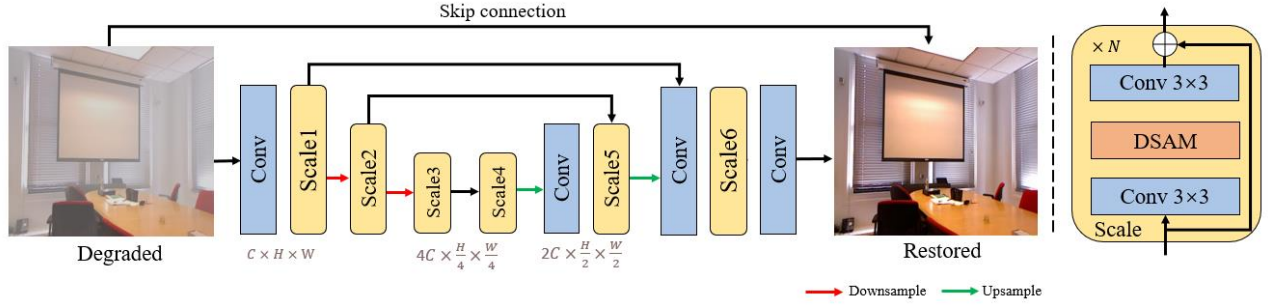 Skip connection
Degraded
Conv
Scale1
Scale2
Scale3
Scale4
Conv
Scale5
Conv
Scale6
Conv
Restored
C × H × W
4C × H/4 × W/4
2C × H/2 × W/2
Downsample
Upsample
× N
Conv 3×3
DSAM
Conv 3×3
Scale